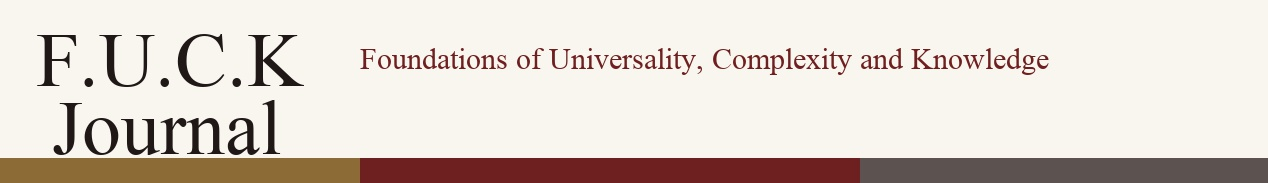 F.U.C.K
Journal
Foundations of Universality, Complexity and Knowledge